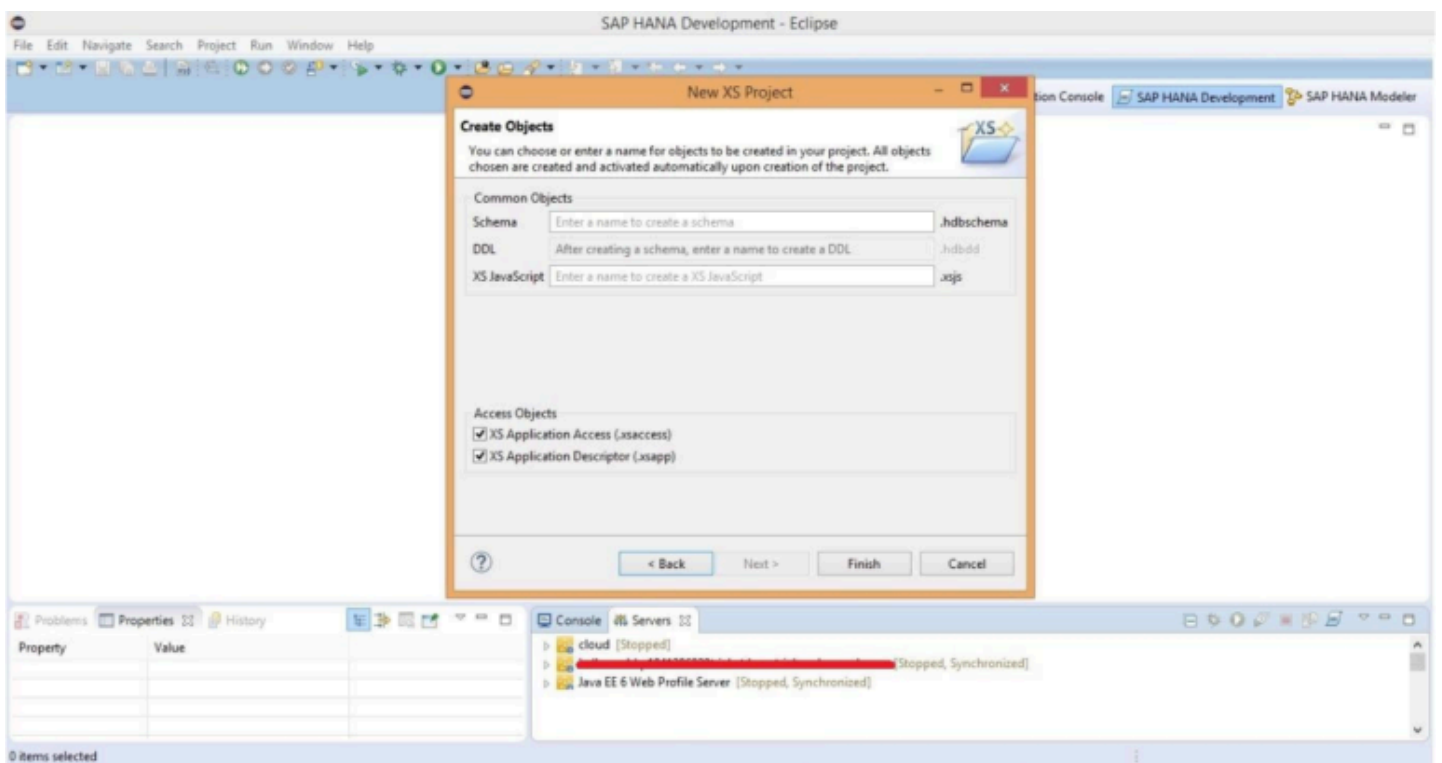 SAP HANA Development - Eclipse
File Edit Navigate Search Project Run Window Help
New XS Project
tion Console SAP HANA Development SAP HANA Modeler
Create Objects
XS
You can choose or enter a name for objects to be created in your project. All objects
chosen are created and activated automatically upon creation of the project.
Common Objects
Schema Enter a name to create a schema .hdbschema
DDL After creating a schema, enter a name to create a DDL .hdbdd
XS JavaScript Enter a name to create a XS JavaScript .xsjs
Access Objects
XS Application Access (.xsaccess)
XS Application Descriptor (.xsapp)
< Back Next > Finish Cancel
Problems Properties History
Console Servers
Property Value
cloud [Stopped]
[Stopped, Synchronized]
Java EE 6 Web Profile Server [Stopped, Synchronized]
0 items selected